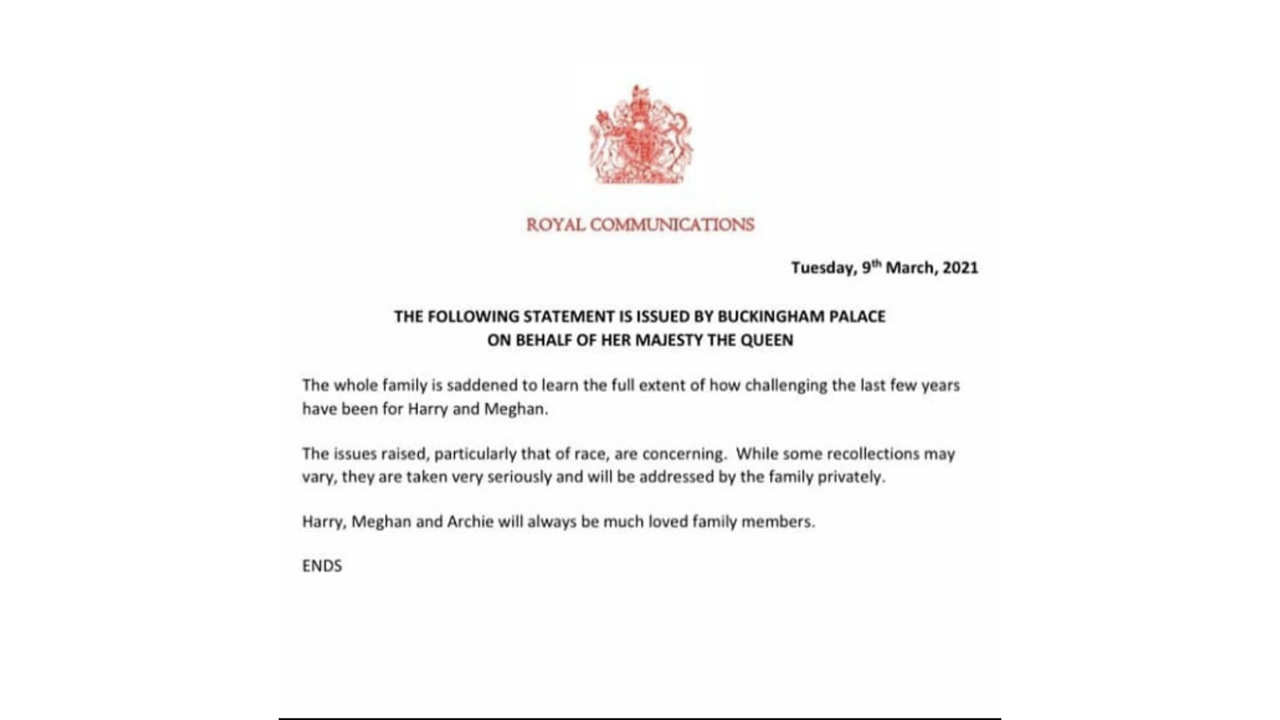 ROYAL COMMUNICATIONS
Tuesday, 9th March, 2021
THE FOLLOWING STATEMENT IS ISSUED BY BUCKINGHAM PALACE
ON BEHALF OF HER MAJESTY THE QUEEN
The whole family is saddened to learn the full extent of how challenging the last few years
have been for Harry and Meghan.
The issues raised, particularly that of race, are concerning.  While some recollections may
vary, they are taken very seriously and will be addressed by the family privately.
Harry, Meghan and Archie will always be much loved family members.
ENDS